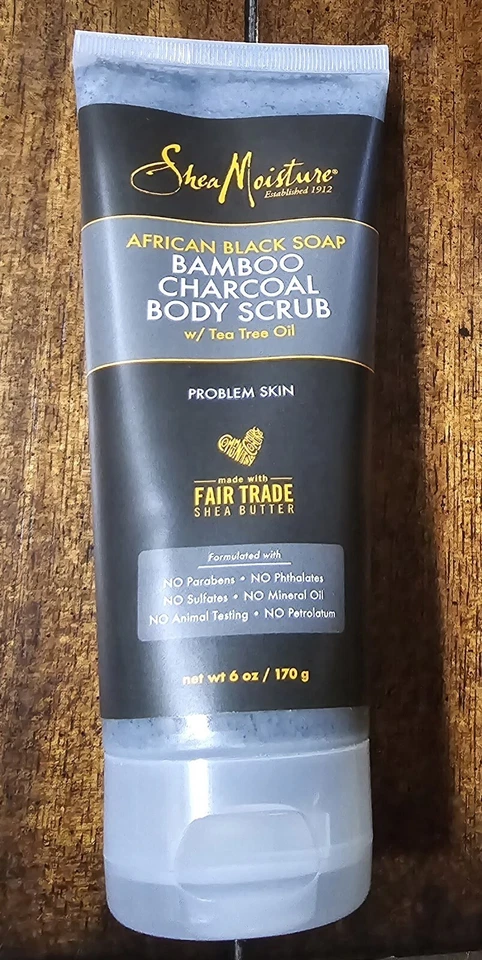 SheaMoisture®
Established 1912
AFRICAN BLACK SOAP
BAMBOO
CHARCOAL
BODY SCRUB
w/ Tea Tree Oil
PROBLEM SKIN
made with
FAIR TRADE
SHEA BUTTER
Formulated with
NO Parabens • NO Phthalates
NO Sulfates • NO Mineral Oil
NO Animal Testing • NO Petrolatum
net wt 6 oz / 170 g